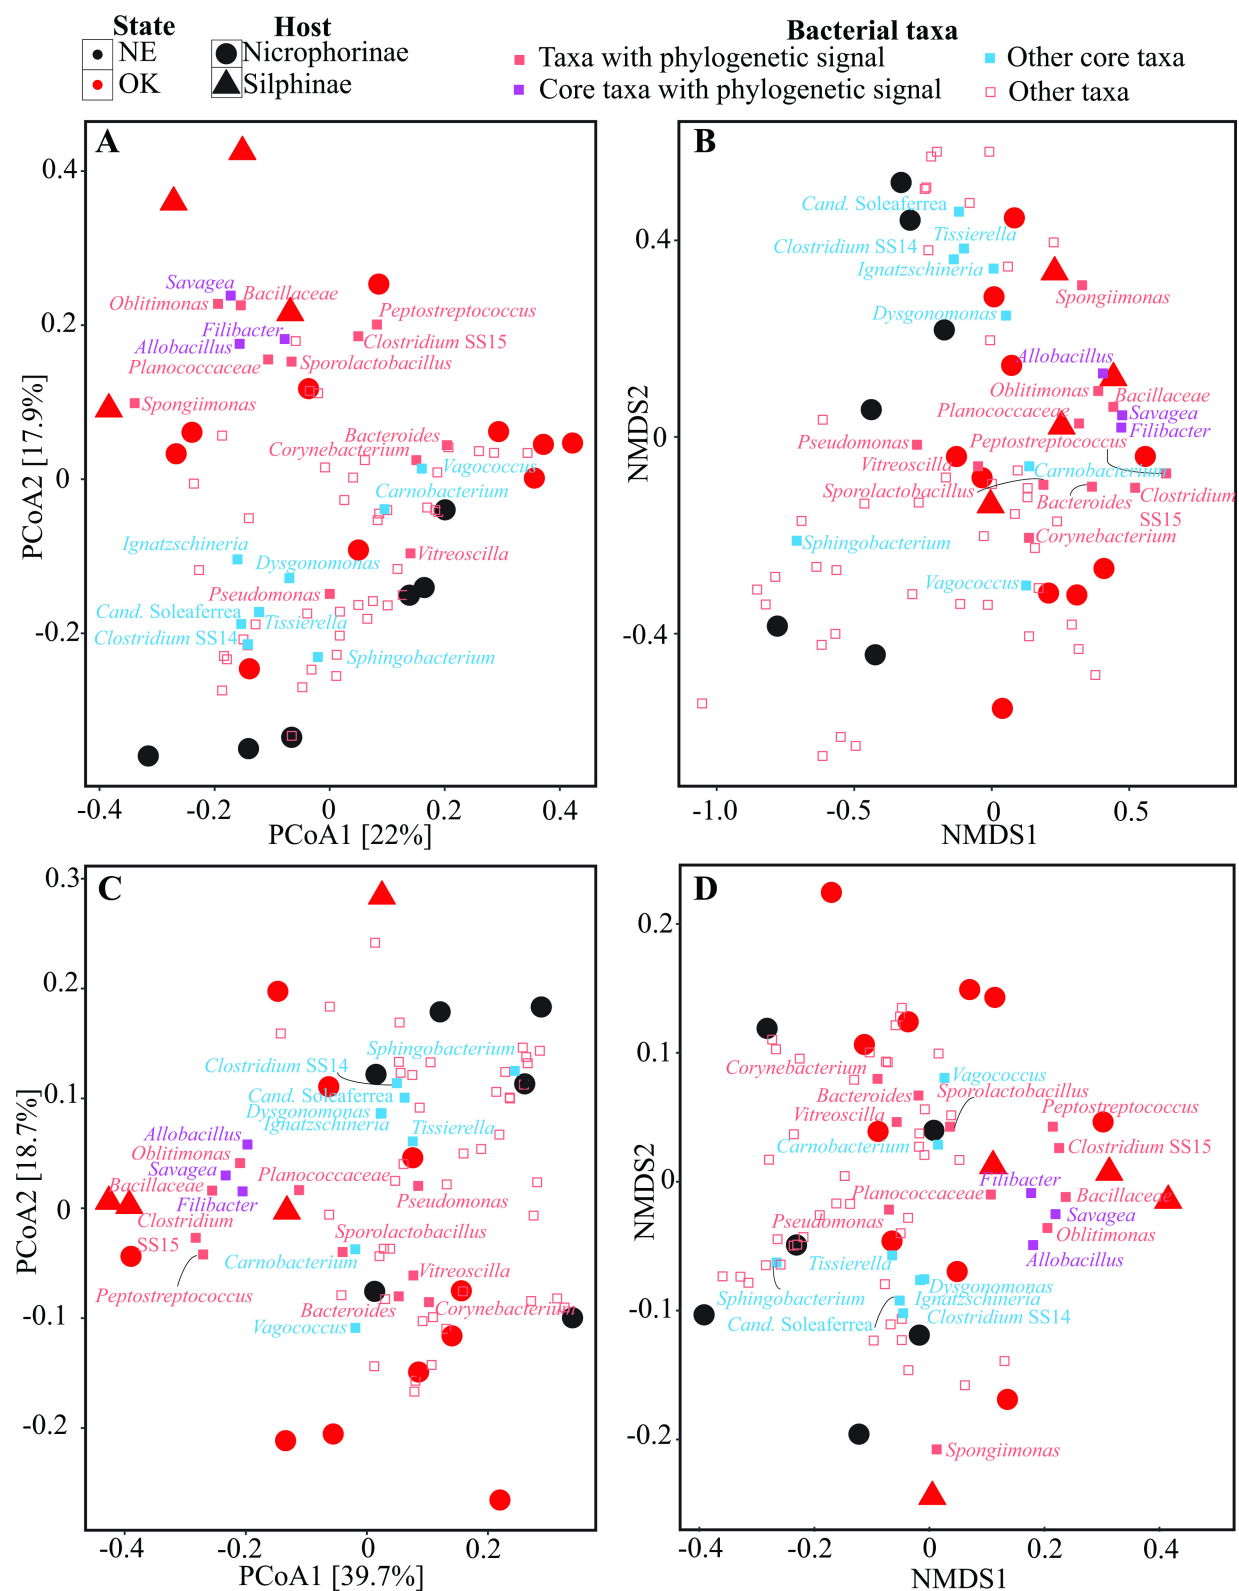 State Host Bacterial taxa
NE Nicrophorinae Taxa with phylogenetic signal Other core taxa
OK Silphinae Core taxa with phylogenetic signal Other taxa
A
0.4
0.2
0
-0.2
PCoA2 [17.9%]
Savagea
Oblitimonas Bacillaceae
Peptostreptococcus
Filibacter
Clostridium SS15
Allobacillus
Planococcaceae Sporolactobacillus
Spongiimonas
Bacteroides
Corynebacterium
Vagococcus
Carnobacterium
Ignatzschineria
Vitreoscilla
Dysgonomonas
Pseudomonas
Cand. Soleaferrea
Tissierella
Clostridium SS14
Sphingobacterium
-0.4 -0.2 0 0.2 0.4
PCoA1 [22%]
B
0.4
0
-0.4
NMDS2
Cand. Soleaferrea
Tissierella
Clostridium SS14
Ignatzschineria
Spongiimonas
Dysgonomonas
Allobacillus
Oblitimonas
Bacillaceae
Planococcaceae
Savagea
Filibacter
Pseudomonas
Peptostreptococcus
Vitreoscilla
Carnobacterium
Sporolactobacillus
Bacteroides
Clostridium
SS15
Corynebacterium
Sphingobacterium
Vagococcus
-1.0 -0.5 0 0.5
NMDS1
C
0.3
0.2
0.1
0
-0.1
-0.2
PCoA2 [18.7%]
Sphingobacterium
Clostridium SS14
Cand. Soleaferrea
Dysgonomonas
Ignatzschineria
Tissierella
Allobacillus
Oblitimonas
Savagea
Planococcaceae
Bacillaceae
Pseudomonas
Filibacter
Clostridium
SS15
Sporolactobacillus
Carnobacterium
Vitreoscilla
Peptostreptococcus
Bacteroides
Corynebacterium
Vagococcus
-0.4 -0.2 0 0.2
PCoA1 [39.7%]
D
0.2
0.1
0
-0.1
-0.2
NMDS2
Corynebacterium
Vagococcus
Bacteroides
Sporolactobacillus
Vitreoscilla
Peptostreptococcus
Carnobacterium
Clostridium SS15
Filibacter
Planococcaceae
Bacillaceae
Savagea
Pseudomonas
Oblitimonas
Tissierella
Allobacillus
Dysgonomonas
Sphingobacterium
Ignatzschineria
Cand. Soleaferrea
Clostridium SS14
Spongiimonas
-0.4 -0.2 0 0.2 0.4
NMDS1